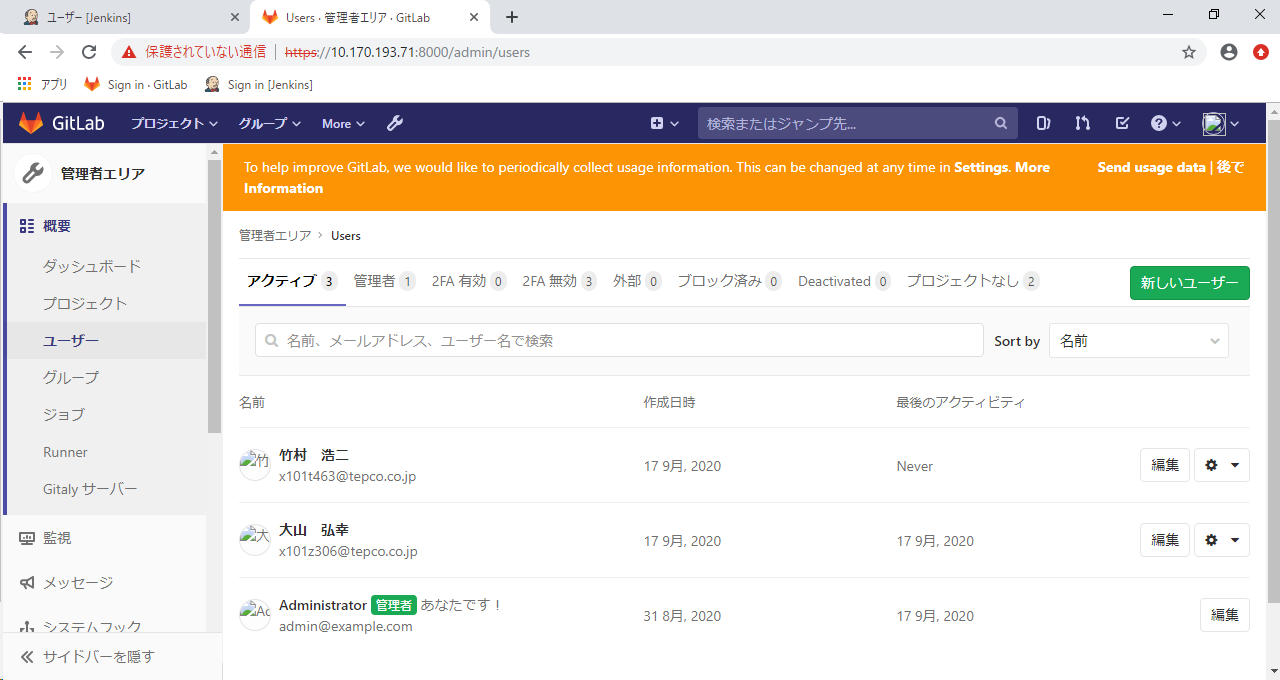 ユーザー [Jenkins]
Users · 管理者エリア · GitLab
保護されていない通信 | https://10.170.193.71:8000/admin/users
アプリ Sign in · GitLab Sign in [Jenkins]
GitLab プロジェクト グループ More 検索またはジャンプ先...
管理者エリア
概要
ダッシュボード
プロジェクト
ユーザー
グループ
ジョブ
Runner
Gitaly サーバー
監視
メッセージ
システムフック
サイドバーを隠す
To help improve GitLab, we would like to periodically collect usage information. This can be changed at any time in Settings. More
Information
Send usage data | 後で
管理者エリア > Users
アクティブ 3 管理者 1 2FA 有効 0 2FA 無効 3 外部 0 ブロック済み 0 Deactivated 0 プロジェクトなし 2 新しいユーザー
名前、メールアドレス、ユーザー名で検索 Sort by 名前
名前 作成日時 最後のアクティビティ
竹 竹村　浩二
x101t463@tepco.co.jp
17 9月, 2020 Never 編集
大 大山　弘幸
x101z306@tepco.co.jp
17 9月, 2020 17 9月, 2020 編集
Ac Administrator 管理者 あなたです！
admin@example.com
31 8月, 2020 17 9月, 2020 編集